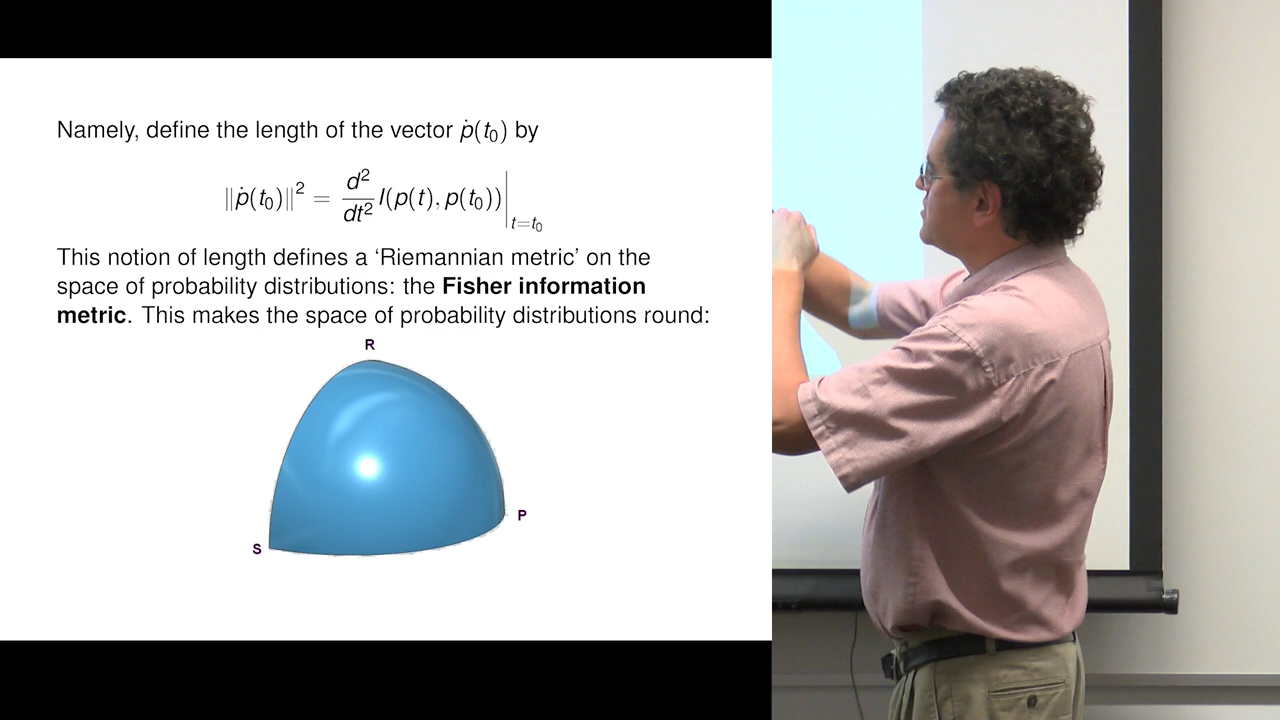 Namely, define the length of the vector ṗ(t₀) by
‖ṗ(t₀)‖² = d²/dt² I(p(t), p(t₀))|ₜ₌ₜ₀
This notion of length defines a ‘Riemannian metric’ on the
space of probability distributions: the Fisher information
metric. This makes the space of probability distributions round:
R
P
S